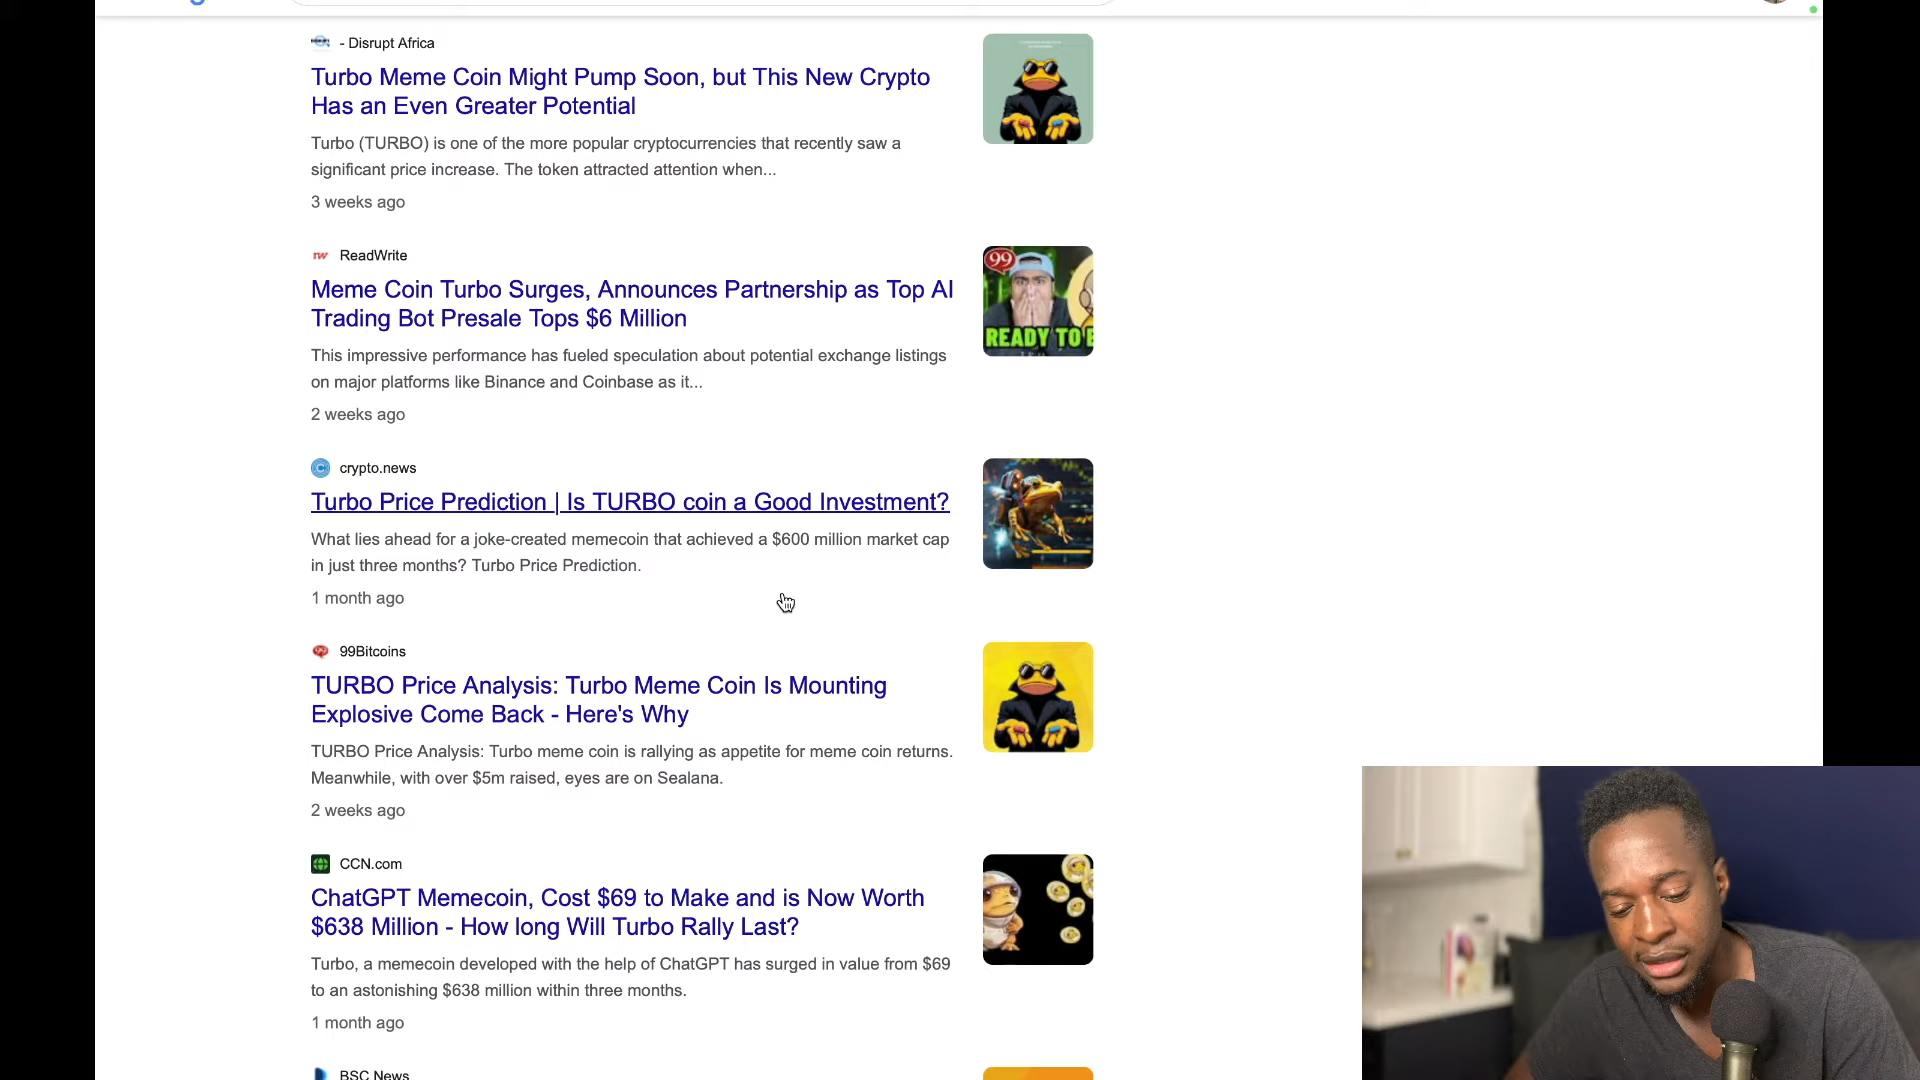 - Disrupt Africa
Turbo Meme Coin Might Pump Soon, but This New Crypto
Has an Even Greater Potential
Turbo (TURBO) is one of the more popular cryptocurrencies that recently saw a
significant price increase. The token attracted attention when...
3 weeks ago
rw ReadWrite
Meme Coin Turbo Surges, Announces Partnership as Top AI
Trading Bot Presale Tops $6 Million
This impressive performance has fueled speculation about potential exchange listings
on major platforms like Binance and Coinbase as it...
2 weeks ago
99
READY TO
crypto.news
Turbo Price Prediction | Is TURBO coin a Good Investment?
What lies ahead for a joke-created memecoin that achieved a $600 million market cap
in just three months? Turbo Price Prediction.
1 month ago
99Bitcoins
TURBO Price Analysis: Turbo Meme Coin Is Mounting
Explosive Come Back - Here's Why
TURBO Price Analysis: Turbo meme coin is rallying as appetite for meme coin returns.
Meanwhile, with over $5m raised, eyes are on Sealana.
2 weeks ago
CCN.com
ChatGPT Memecoin, Cost $69 to Make and is Now Worth
$638 Million - How long Will Turbo Rally Last?
Turbo, a memecoin developed with the help of ChatGPT has surged in value from $69
to an astonishing $638 million within three months.
1 month ago
BSC News